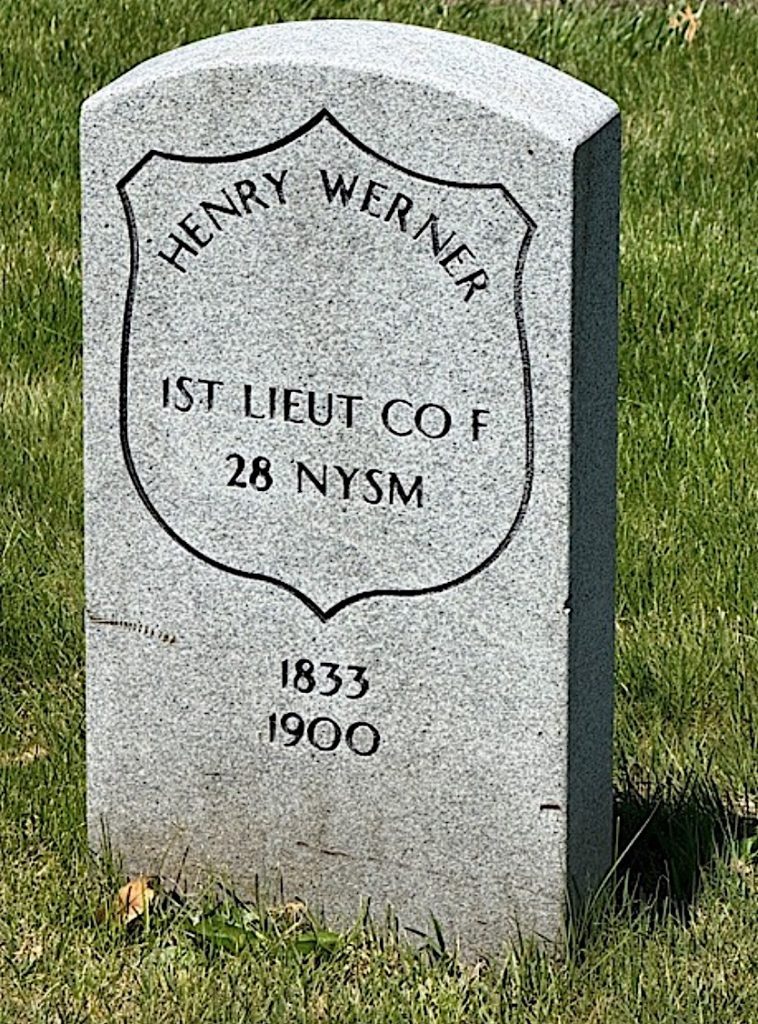 HENRY WERNER
1ST LIEUT CO F
28 NYSM
1833
1900